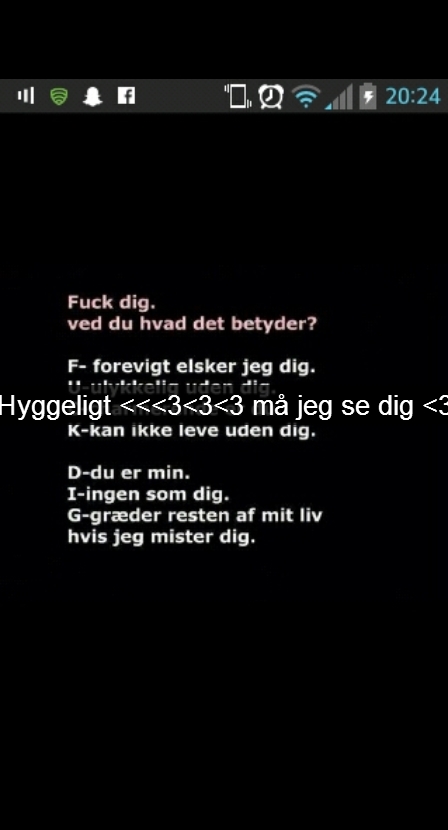 20:24
Fuck dig.
ved du hvad det betyder?
F- forevigt elsker jeg dig.
U-ulykkelig uden dig.
Hyggeligt <<<3<3<3 må jeg se dig <3
K-kan ikke leve uden dig.
D-du er min.
I-ingen som dig.
G-græder resten af mit liv
hvis jeg mister dig.